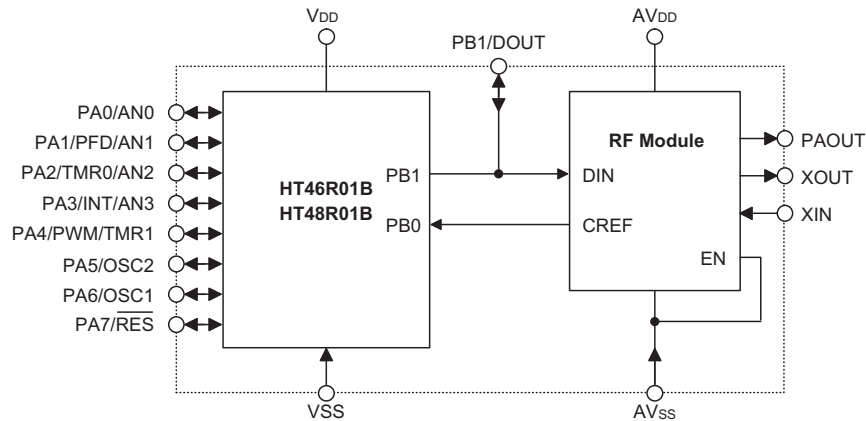 VDD
AVDD
PB1/DOUT
PA0/AN0
PA1/PFD/AN1
PA2/TMR0/AN2
PA3/INT/AN3
PA4/PWM/TMR1
PA5/OSC2
PA6/OSC1
PA7/RES
HT46R01B
HT48R01B
PB1
PB0
RF Module
DIN
CREF
EN
PAOUT
XOUT
XIN
VSS
AVSS